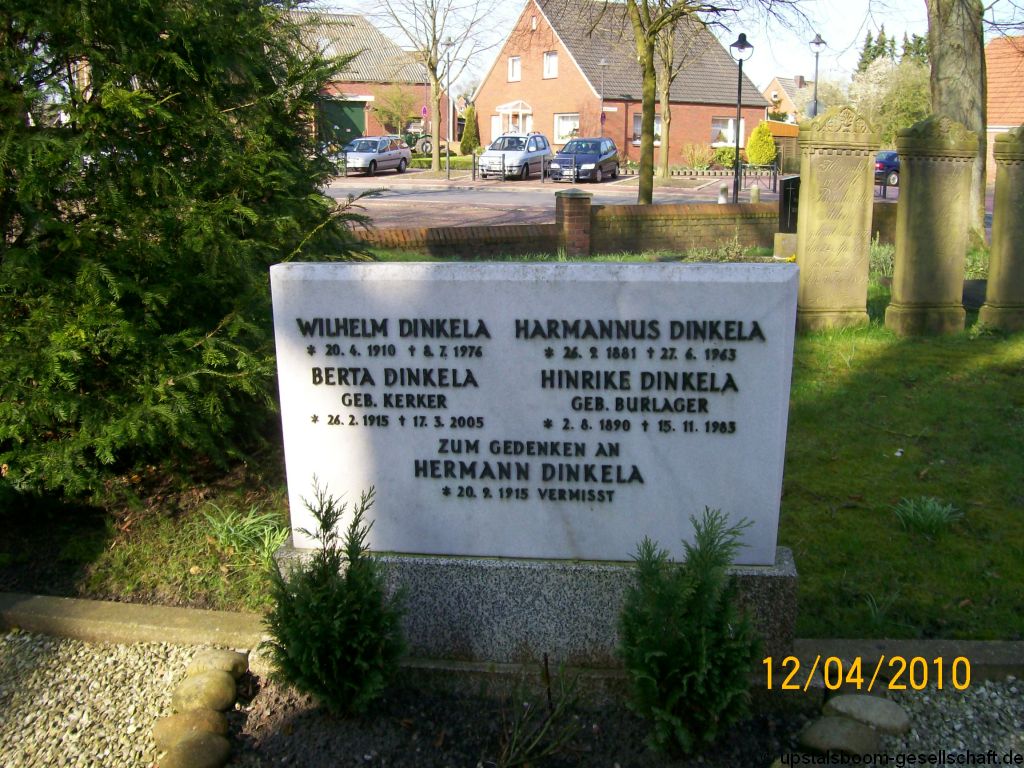 WILHELM DINKELA
* 20. 4. 1910 † 8. 7. 1976
BERTA DINKELA
GEB. KERKER
* 26. 2. 1915 † 17. 3. 2005
HARMANNUS DINKELA
* 26. 9. 1881 † 27. 6. 1963
HINRIKE DINKELA
GEB. BURLAGER
* 2. 8. 1890 † 15. 11. 1983
ZUM GEDENKEN AN
HERMANN DINKELA
* 20. 9. 1915 VERMISST
12/04/2010
© upstalsboom-gesellschaft.de